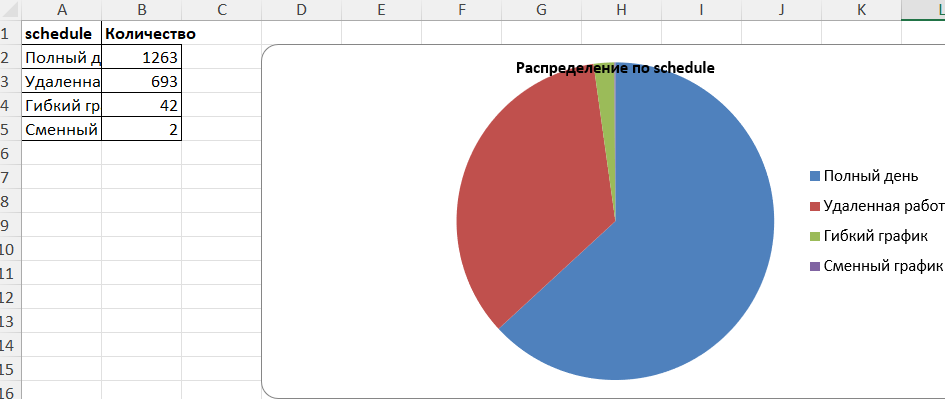 A B C D E F G H I J K L
1 schedule Количество
2 Полный д 1263
3 Удаленна 693
4 Гибкий гр 42
5 Сменный 2
6
7
8
9
10
11
12
13
14
15
16
Распределение по schedule
Полный день
Удаленная работ
Гибкий график
Сменный график